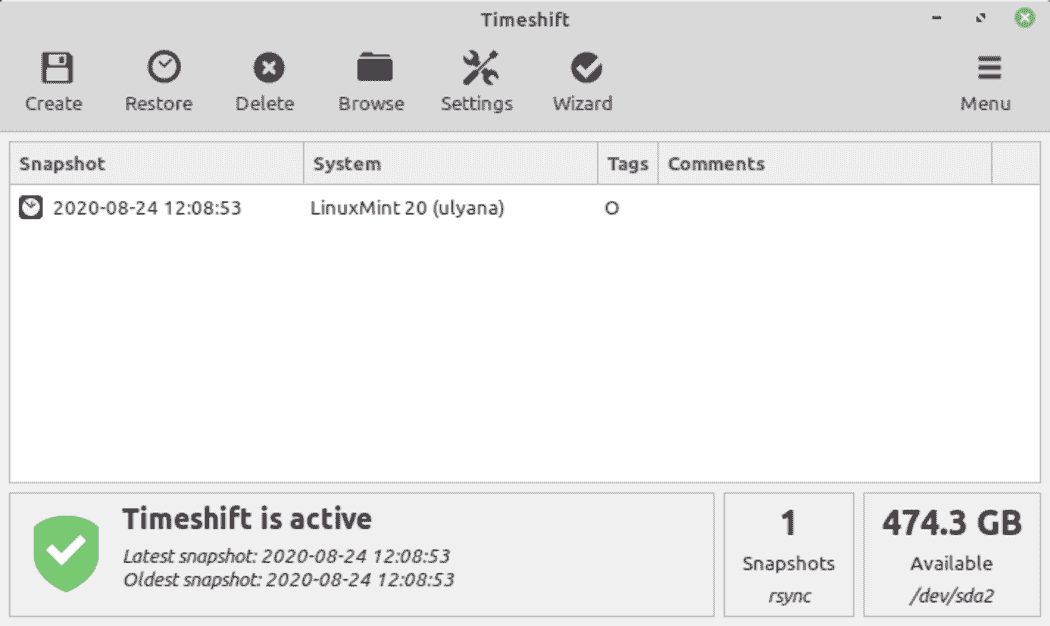 Timeshift
Create Restore Delete Browse Settings Wizard Menu
Snapshot System Tags Comments
2020-08-24 12:08:53 LinuxMint 20 (ulyana) O
Timeshift is active
Latest snapshot: 2020-08-24 12:08:53
Oldest snapshot: 2020-08-24 12:08:53
1
Snapshots
rsync
474.3 GB
Available
/dev/sda2